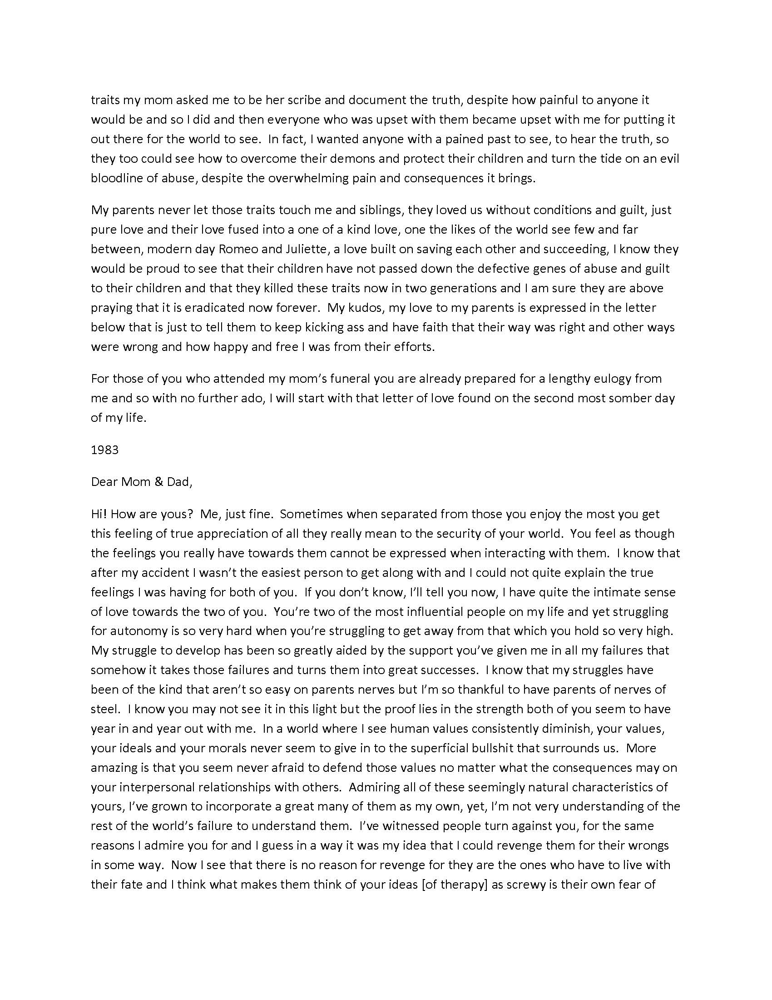 traits my mom asked me to be her scribe and document the truth, despite how painful to anyone it
would be and so I did and then everyone who was upset with them became upset with me for putting it
out there for the world to see.  In fact, I wanted anyone with a pained past to see, to hear the truth, so
they too could see how to overcome their demons and protect their children and turn the tide on an evil
bloodline of abuse, despite the overwhelming pain and consequences it brings.
My parents never let those traits touch me and siblings, they loved us without conditions and guilt, just
pure love and their love fused into a one of a kind love, one the likes of the world see few and far
between, modern day Romeo and Juliette, a love built on saving each other and succeeding, I know they
would be proud to see that their children have not passed down the defective genes of abuse and guilt
to their children and that they killed these traits now in two generations and I am sure they are above
praying that it is eradicated now forever.  My kudos, my love to my parents is expressed in the letter
below that is just to tell them to keep kicking ass and have faith that their way was right and other ways
were wrong and how happy and free I was from their efforts.
For those of you who attended my mom's funeral you are already prepared for a lengthy eulogy from
me and so with no further ado, I will start with that letter of love found on the second most somber day
of my life.
1983
Dear Mom & Dad,
Hi! How are yous?  Me, just fine.  Sometimes when separated from those you enjoy the most you get
this feeling of true appreciation of all they really mean to the security of your world.  You feel as though
the feelings you really have towards them cannot be expressed when interacting with them.  I know that
after my accident I wasn't the easiest person to get along with and I could not quite explain the true
feelings I was having for both of you.  If you don't know, I'll tell you now, I have quite the intimate sense
of love towards the two of you.  You're two of the most influential people on my life and yet struggling
for autonomy is so very hard when you're struggling to get away from that which you hold so very high.
My struggle to develop has been so greatly aided by the support you've given me in all my failures that
somehow it takes those failures and turns them into great successes.  I know that my struggles have
been of the kind that aren't so easy on parents nerves but I'm so thankful to have parents of nerves of
steel.  I know you may not see it in this light but the proof lies in the strength both of you seem to have
year in and year out with me.  In a world where I see human values consistently diminish, your values,
your ideals and your morals never seem to give in to the superficial bullshit that surrounds us.  More
amazing is that you seem never afraid to defend those values no matter what the consequences may on
your interpersonal relationships with others.  Admiring all of these seemingly natural characteristics of
yours, I've grown to incorporate a great many of them as my own, yet, I'm not very understanding of the
rest of the world's failure to understand them.  I've witnessed people turn against you, for the same
reasons I admire you for and I guess in a way it was my idea that I could revenge them for their wrongs
in some way.  Now I see that there is no reason for revenge for they are the ones who have to live with
their fate and I think what makes them think of your ideas [of therapy] as screwy is their own fear of